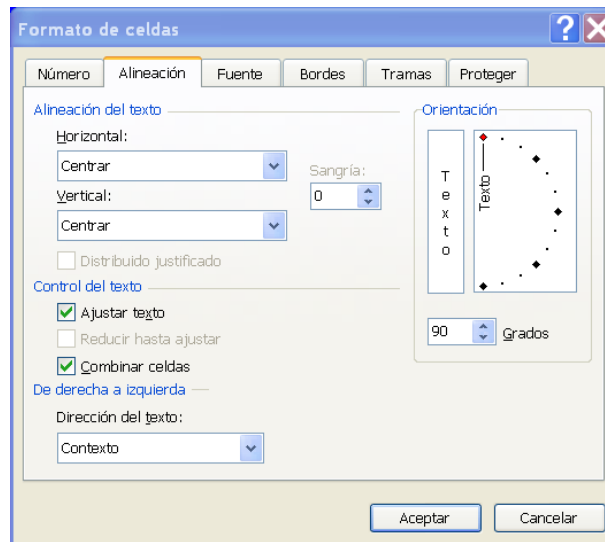 Formato de celdas
Número Alineación Fuente Bordes Tramas Proteger
Alineación del texto
Horizontal:
Centrar
Sangría:
0
Vertical:
Centrar
Distribuido justificado
Control del texto
Ajustar texto
Reducir hasta ajustar
Combinar celdas
De derecha a izquierda
Dirección del texto:
Contexto
Orientación
Texto
Texto
90 Grados
Aceptar Cancelar